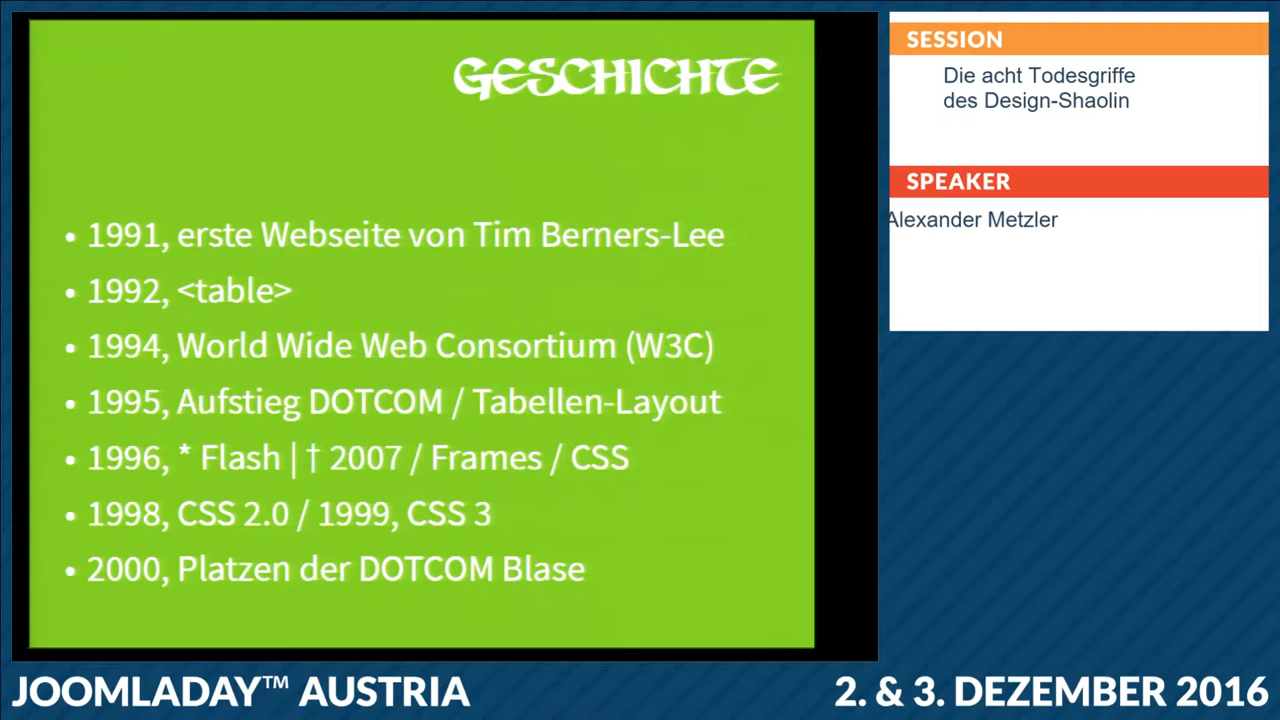 GESCHICHTE
• 1991, erste Webseite von Tim Berners-Lee
• 1992, <table>
• 1994, World Wide Web Consortium (W3C)
• 1995, Aufstieg DOTCOM / Tabellen-Layout
• 1996, * Flash | † 2007 / Frames / CSS
• 1998, CSS 2.0 / 1999, CSS 3
• 2000, Platzen der DOTCOM Blase
SESSION
Die acht Todesgriffe
des Design-Shaolin
SPEAKER
Alexander Metzler
JOOMLADAY™ AUSTRIA
2. & 3. DEZEMBER 2016